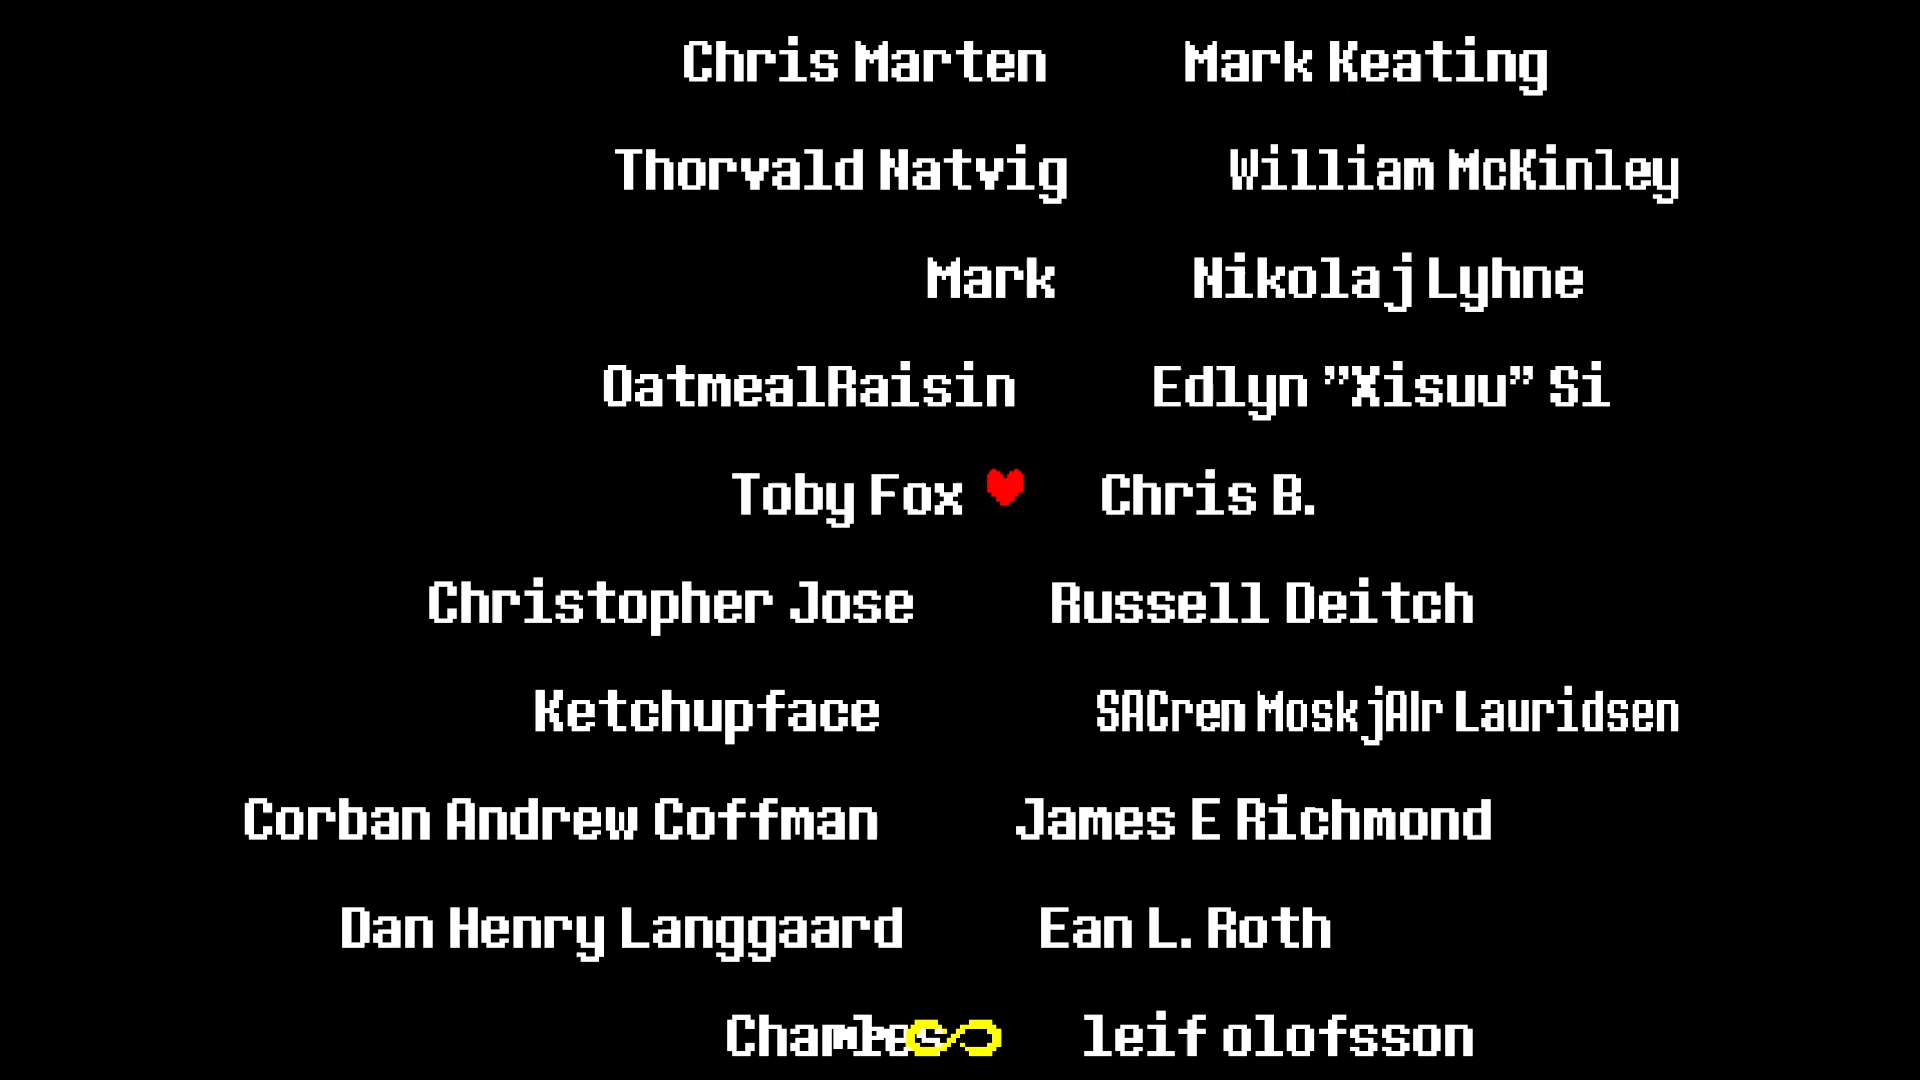 Chris Marten Mark Keating
Thorvald Natvig William McKinley
Mark Nikolaj Lyhne
OatmealRaisin Edlyn "Xisuu" Si
Toby Fox Chris B.
Christopher Jose Russell Deitch
Ketchupface SACren MoskjAlr Lauridsen
Corban Andrew Coffman James E Richmond
Dan Henry Langgaard Ean L. Roth
Charles leif olofsson